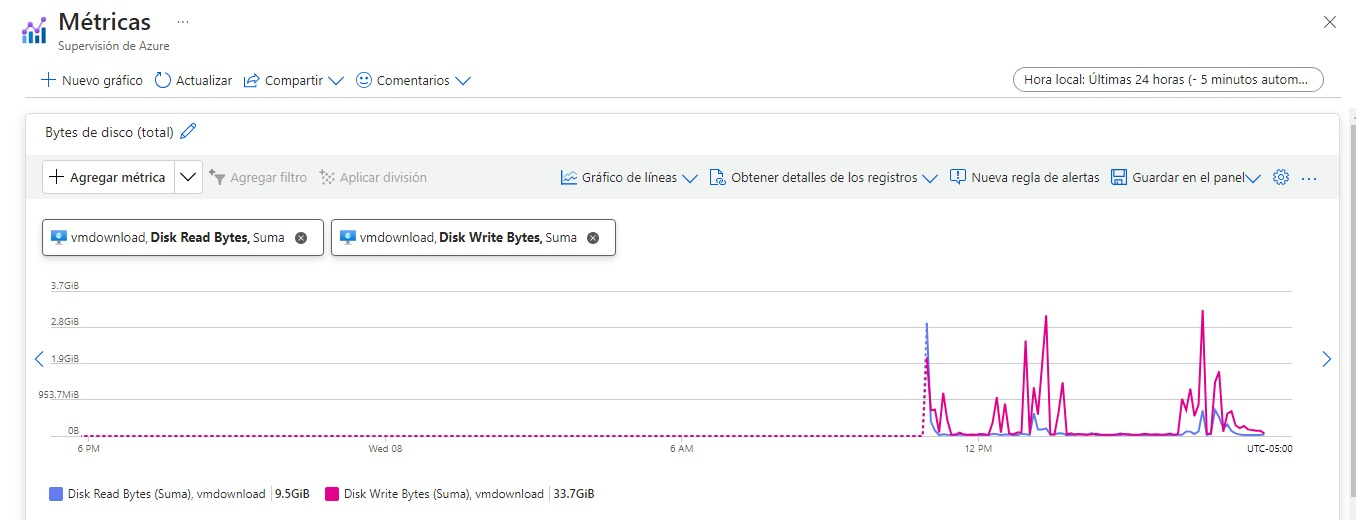 Métricas ...
Supervisión de Azure
Nuevo gráfico Actualizar Compartir Comentarios
Hora local: Últimas 24 horas (- 5 minutos autom...
Bytes de disco (total)
Agregar métrica Agregar filtro Aplicar división Gráfico de líneas Obtener detalles de los registros Nueva regla de alertas Guardar en el panel ...
vmdownload, Disk Read Bytes, Suma vmdownload, Disk Write Bytes, Suma
3.7GiB
2.8GiB
1.9GiB
953.7MiB
0B
6 PM Wed 08 6 AM 12 PM UTC-05:00
Disk Read Bytes (Suma), vmdownload 9.5GiB Disk Write Bytes (Suma), vmdownload 33.7GiB